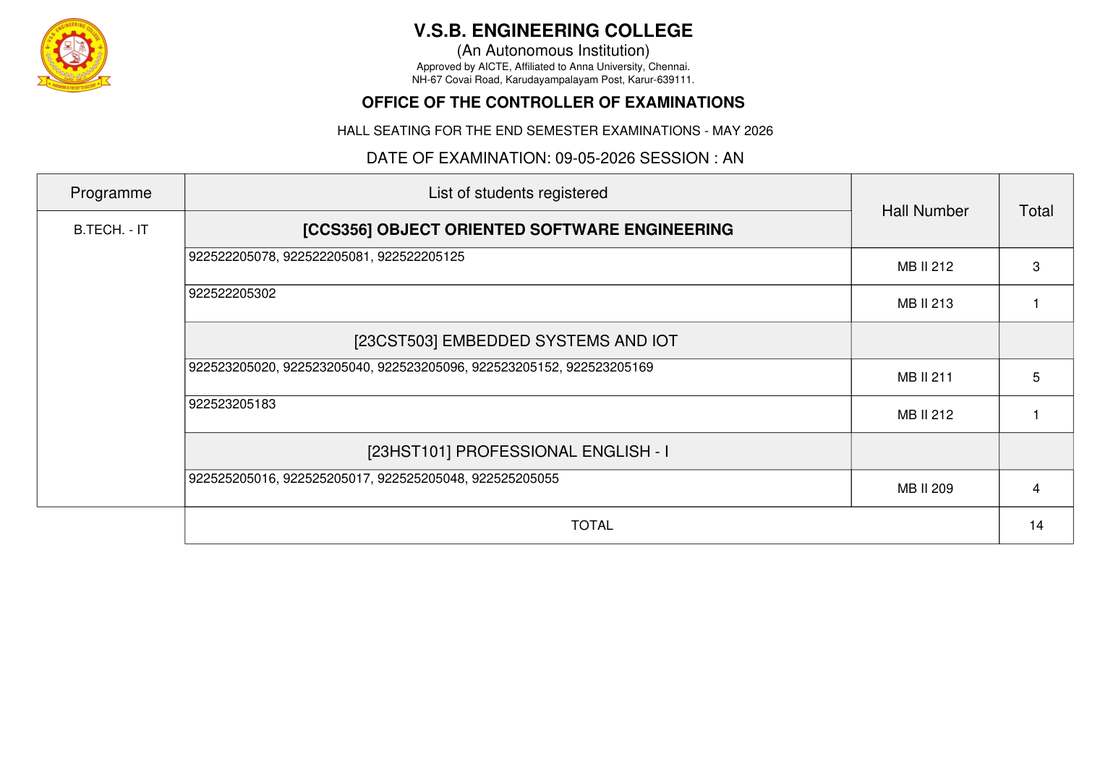 V.S.B. ENGINEERING COLLEGE
(An Autonomous Institution)
Approved by AICTE, Affiliated to Anna University, Chennai.
NH-67 Covai Road, Karudayampalayam Post, Karur-639111.
OFFICE OF THE CONTROLLER OF EXAMINATIONS
HALL SEATING FOR THE END SEMESTER EXAMINATIONS - MAY 2026
DATE OF EXAMINATION: 09-05-2026 SESSION : AN
Programme List of students registered Hall Number Total
B.TECH. - IT [CCS356] OBJECT ORIENTED SOFTWARE ENGINEERING
922522205078, 922522205081, 922522205125 MB II 212 3
922522205302 MB II 213 1
[23CST503] EMBEDDED SYSTEMS AND IOT
922523205020, 922523205040, 922523205096, 922523205152, 922523205169 MB II 211 5
922523205183 MB II 212 1
[23HST101] PROFESSIONAL ENGLISH - I
922525205016, 922525205017, 922525205048, 922525205055 MB II 209 4
TOTAL 14